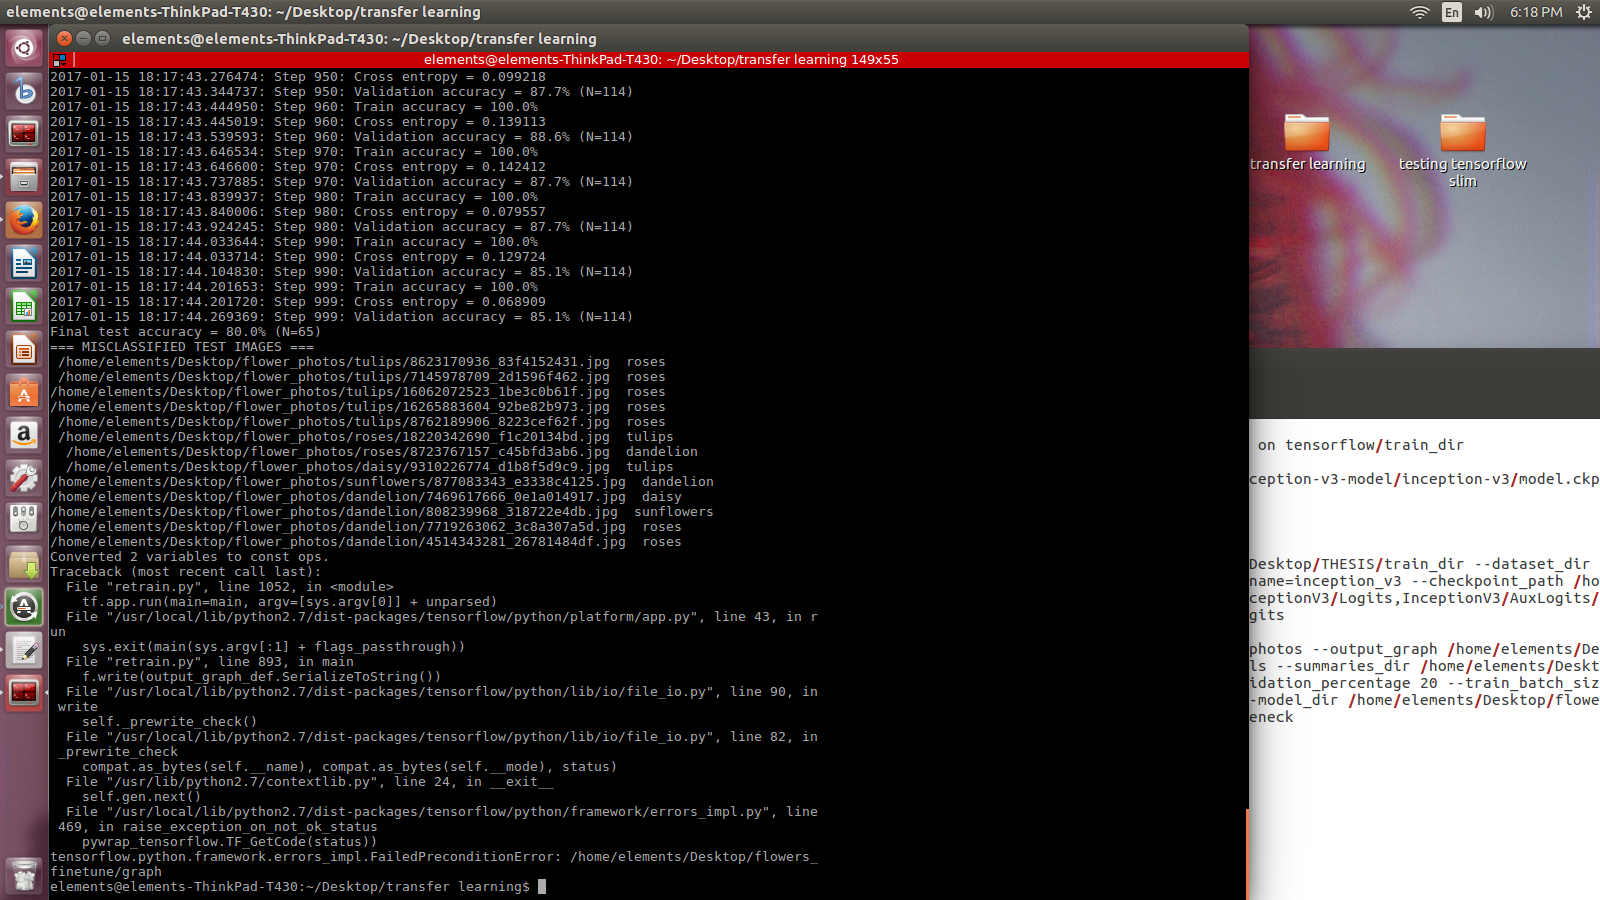 elements@elements-ThinkPad-T430: ~/Desktop/transfer learning
En
6:18 PM
elements@elements-ThinkPad-T430: ~/Desktop/transfer learning
elements@elements-ThinkPad-T430: ~/Desktop/transfer learning 149x55
2017-01-15 18:17:43.276474: Step 950: Cross entropy = 0.099218
2017-01-15 18:17:43.344737: Step 950: Validation accuracy = 87.7% (N=114)
2017-01-15 18:17:43.444950: Step 960: Train accuracy = 100.0%
2017-01-15 18:17:43.445019: Step 960: Cross entropy = 0.139113
2017-01-15 18:17:43.539593: Step 960: Validation accuracy = 88.6% (N=114)
2017-01-15 18:17:43.646534: Step 970: Train accuracy = 100.0%
2017-01-15 18:17:43.646600: Step 970: Cross entropy = 0.142412
2017-01-15 18:17:43.737885: Step 970: Validation accuracy = 87.7% (N=114)
2017-01-15 18:17:43.839937: Step 980: Train accuracy = 100.0%
2017-01-15 18:17:43.840006: Step 980: Cross entropy = 0.079557
2017-01-15 18:17:43.924245: Step 980: Validation accuracy = 87.7% (N=114)
2017-01-15 18:17:44.033644: Step 990: Train accuracy = 100.0%
2017-01-15 18:17:44.033714: Step 990: Cross entropy = 0.129724
2017-01-15 18:17:44.104830: Step 990: Validation accuracy = 85.1% (N=114)
2017-01-15 18:17:44.201653: Step 999: Train accuracy = 100.0%
2017-01-15 18:17:44.201720: Step 999: Cross entropy = 0.068909
2017-01-15 18:17:44.269369: Step 999: Validation accuracy = 85.1% (N=114)
Final test accuracy = 80.0% (N=65)
=== MISCLASSIFIED TEST IMAGES ===
/home/elements/Desktop/flower_photos/tulips/8623170936_83f4152431.jpg  roses
/home/elements/Desktop/flower_photos/tulips/7145978709_2d1596f462.jpg  roses
/home/elements/Desktop/flower_photos/tulips/16062072523_1be3c0b61f.jpg  roses
/home/elements/Desktop/flower_photos/tulips/16265883604_92be82b973.jpg  roses
/home/elements/Desktop/flower_photos/tulips/8762189906_8223cef62f.jpg  roses
/home/elements/Desktop/flower_photos/roses/18220342690_f1c20134bd.jpg  tulips
/home/elements/Desktop/flower_photos/roses/8723767157_c45bfd3ab6.jpg  dandelion
/home/elements/Desktop/flower_photos/daisy/9310226774_d1b8f5d9c9.jpg  tulips
/home/elements/Desktop/flower_photos/sunflowers/877083343_e3338c4125.jpg  dandelion
/home/elements/Desktop/flower_photos/dandelion/7469617666_0e1a014917.jpg  daisy
/home/elements/Desktop/flower_photos/dandelion/808239968_318722e4db.jpg  sunflowers
/home/elements/Desktop/flower_photos/dandelion/7719263062_3c8a307a5d.jpg  roses
/home/elements/Desktop/flower_photos/dandelion/4514343281_26781484df.jpg  roses
Converted 2 variables to const ops.
Traceback (most recent call last):
File "retrain.py", line 1052, in <module>
tf.app.run(main=main, argv=[sys.argv[0]] + unparsed)
File "/usr/local/lib/python2.7/dist-packages/tensorflow/python/platform/app.py", line 43, in r
un
sys.exit(main(sys.argv[:1] + flags_passthrough))
File "retrain.py", line 893, in main
f.write(output_graph_def.SerializeToString())
File "/usr/local/lib/python2.7/dist-packages/tensorflow/python/lib/io/file_io.py", line 90, in
write
self._prewrite_check()
File "/usr/local/lib/python2.7/dist-packages/tensorflow/python/lib/io/file_io.py", line 82, in
_prewrite_check
compat.as_bytes(self.__name), compat.as_bytes(self.__mode), status)
File "/usr/lib/python2.7/contextlib.py", line 24, in __exit__
self.gen.next()
File "/usr/local/lib/python2.7/dist-packages/tensorflow/python/framework/errors_impl.py", line
469, in raise_exception_on_not_ok_status
pywrap_tensorflow.TF_GetCode(status))
tensorflow.python.framework.errors_impl.FailedPreconditionError: /home/elements/Desktop/flowers_
finetune/graph
elements@elements-ThinkPad-T430:~/Desktop/transfer learning$
transfer learning
testing tensorflow
slim
on tensorflow/train_dir
ception-v3-model/inception-v3/model.ckp
Desktop/THESIS/train_dir --dataset_dir
name=inception_v3 --checkpoint_path /ho
ceptionV3/Logits,InceptionV3/AuxLogits/
gits
photos --output_graph /home/elements/De
ls --summaries_dir /home/elements/Deskt
idation_percentage 20 --train_batch_siz
-model_dir /home/elements/Desktop/flowe
eneck